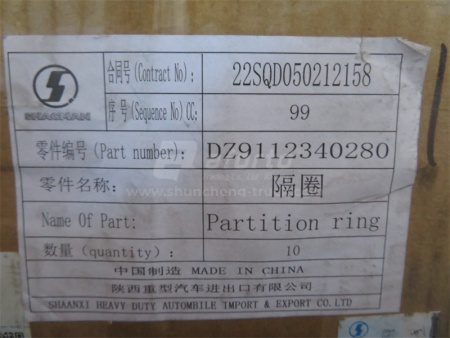 合同号(Contract No): 22SQD050212158
序 号(Sequence No)CC: 99
SHACMAN
零件编号(Part number): DZ9112340280
零件名称: 隔圈
Name Of Part: Partition ring
数量(quantity): 10
中国制造 MADE IN CHINA
陕西重型汽车进出口有限公司
SHAANXI HEAVY DUTY AUTOMBILE TMPORT & EXPORT CO.LTD